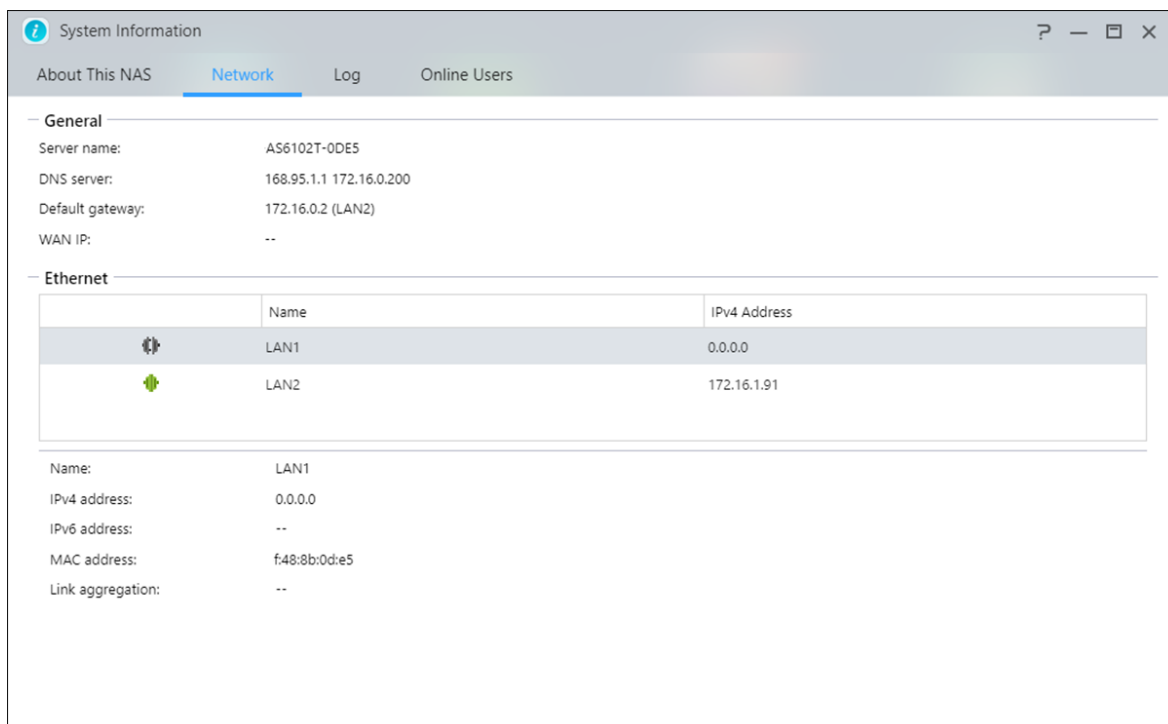 System Information
About This NAS Network Log Online Users
General
Server name: AS6102T-0DE5
DNS server: 168.95.1.1 172.16.0.200
Default gateway: 172.16.0.2 (LAN2)
WAN IP: --
Ethernet
Name IPv4 Address
LAN1 0.0.0.0
LAN2 172.16.1.91
Name: LAN1
IPv4 address: 0.0.0.0
IPv6 address: --
MAC address: f:48:8b:0d:e5
Link aggregation: --